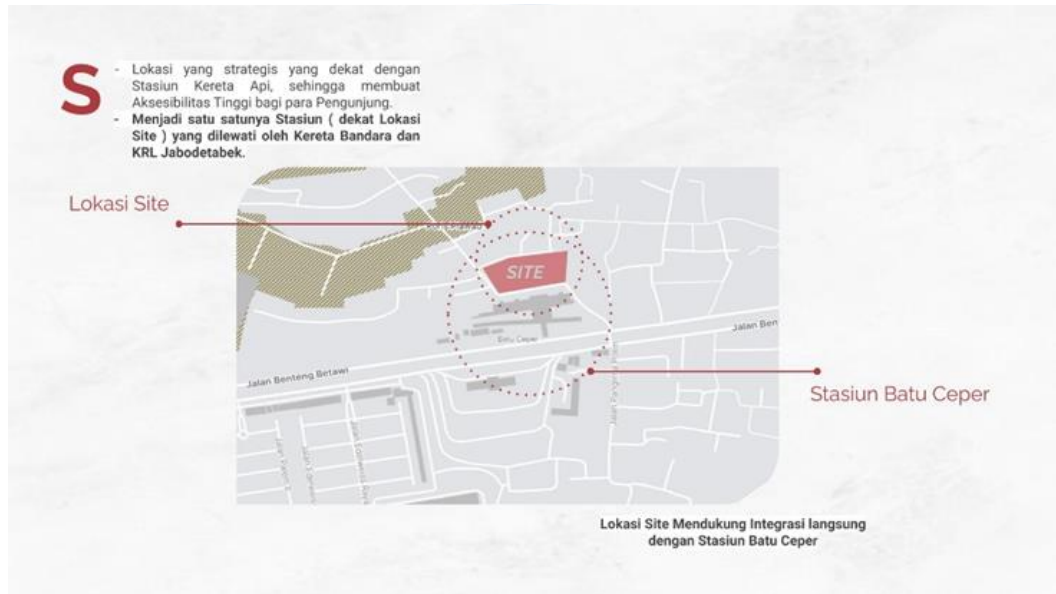 S
- Lokasi yang strategis yang dekat dengan
Stasiun Kereta Api, sehingga membuat
Aksesibilitas Tinggi bagi para Pengunjung.
- Menjadi satu satunya Stasiun ( dekat Lokasi
Site ) yang dilewati oleh Kereta Bandara dan
KRL Jabodetabek.
Lokasi Site
SITE
Batu Ceper
Jalan Ben
Jalan Benteng Betawi
Stasiun Batu Ceper
Lokasi Site Mendukung Integrasi langsung
dengan Stasiun Batu Ceper